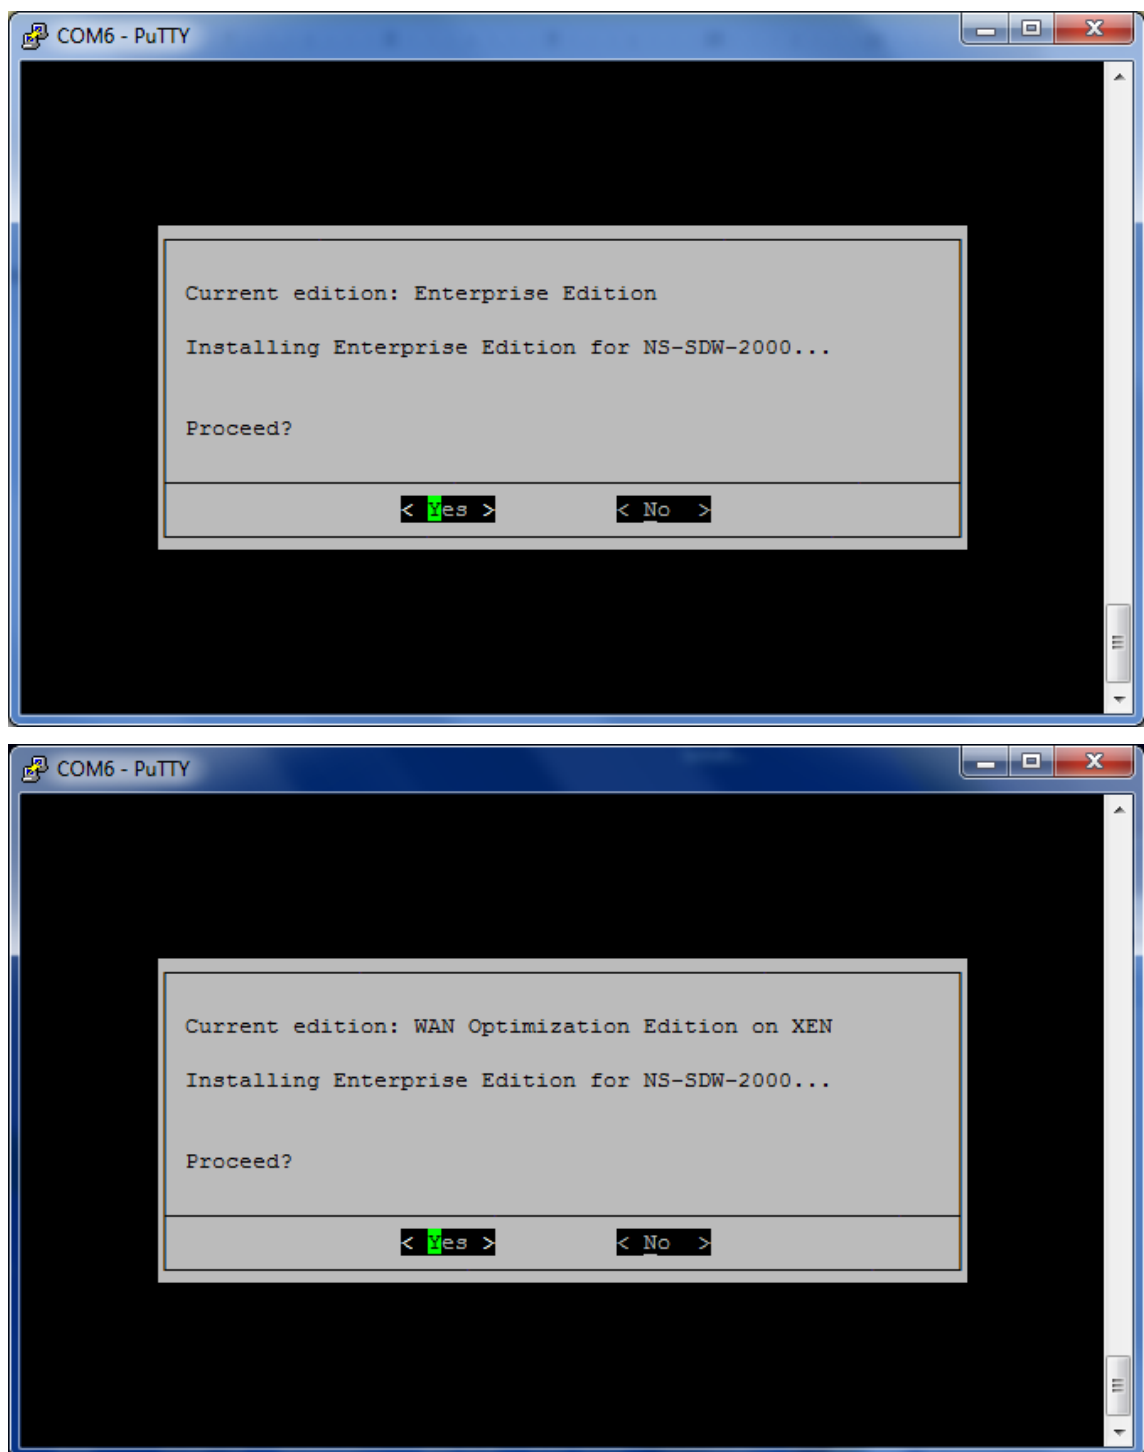 COM6 - PuTTY
Current edition: Enterprise Edition
Installing Enterprise Edition for NS-SDW-2000...
Proceed?
< Yes > < No >
COM6 - PuTTY
Current edition: WAN Optimization Edition on XEN
Installing Enterprise Edition for NS-SDW-2000...
Proceed?
< Yes > < No >